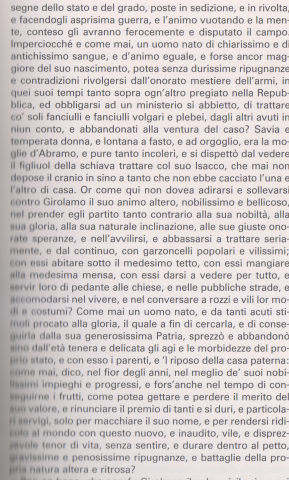 segne dello stato e del grado, poste in sedizione, e in rivolta,
e facendogli asprissima guerra, e l'animo vuotando e la men-
te, conteso gli avranno ferocemente e disputato il campo.
Imperciocché e come mai, un uomo nato di chiarissimo e di
antichissimo sangue, e d'animo eguale, e forse ancor mag-
giore del suo nascimento, potea senza durissime ripugnanze
e contradizioni rivolgersi dall'onorato mestiere dell'armi, in
quei suoi tempi tanto sopra ogn'altro pregiato nella Repub-
blica, ed obbligarsi ad un ministerio sì abbietto, di trattare
co' soli fanciulli e fanciulli volgari e plebei, dagli altri avuti in
niun conto, e abbandonati alla ventura del caso? Savia e
temperata donna, e lontana a fasto, e ad orgoglio, era la mo-
glie d'Abramo, e pure tanto incolerì, e sì dispettò dal vedere
il figliuol della schiava trattare col suo Isacco, che mai non
depose il cranio in sino a tanto che non ebbe cacciato l'una e
l'altro di casa. Or come qui non dovea adirarsi e sollevarsi
contro Girolamo il suo animo altero, nobilissimo e bellicoso,
nel prender egli partito tanto contrario alla sua nobiltà, alla
sua gloria, alla sua naturale inclinazione, alle sue giuste ono-
rate speranze, e nell'avvilirsi, e abbassarsi a trattare seria-
mente, e dal continuo, con garzoncelli popolari e vilissimi;
con essi abitare sotto il medesimo tetto, con essi mangiare
alla medesima mensa, con essi darsi a vedere per tutto, e
servir loro di pedante alle chiese, e nelle pubbliche strade, e
accomodarsi nel vivere, e nel conversare a rozzi e vili lor mo-
di e costumi? Come mai un uomo nato, e da tanti acuti sti-
moli procato alla gloria, il quale a fin di cercarla, e di conse-
guirla dalla sua generosissima Patria, sprezzò e abbandonò
sino dall'età tenera e delicata gli agi e le morbidezze del pro-
prio stato, e con esso i parenti, e 'l riposo della casa paterna:
come mai, dico, nel fior degli anni, nel meglio de' suoi nobi-
lissimi impieghi e progressi, e fors'anche nel tempo di con-
seguirne i frutti, come potea gettare e perdere il merito del
suo valore, e rinunciare il premio di tanti e sì duri, e particola-
ri servigi, solo per macchiare il suo nome, e per rendersi ridi-
colo al mondo con questo nuovo, e inaudito, vile, e disprez-
zevole tenor di vita, senza sentire, e durare dentro al petto,
gravissime e penosissime ripugnanze, e battaglie della pro-
pria natura altera e ritrosa?